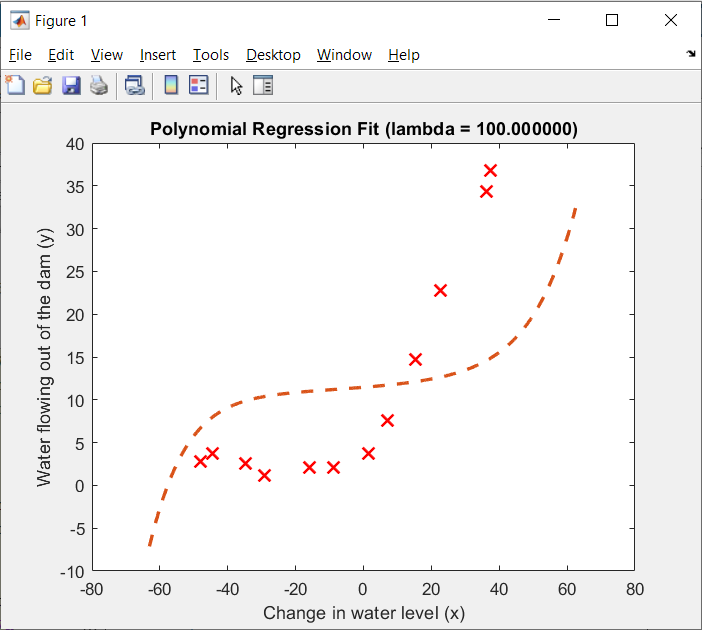 Figure 1
File Edit View Insert Tools Desktop Window Help
Polynomial Regression Fit (lambda = 100.000000)
40
35
30
25
20
15
10
5
0
-5
-10
Water flowing out of the dam (y)
-80 -60 -40 -20 0 20 40 60 80
Change in water level (x)